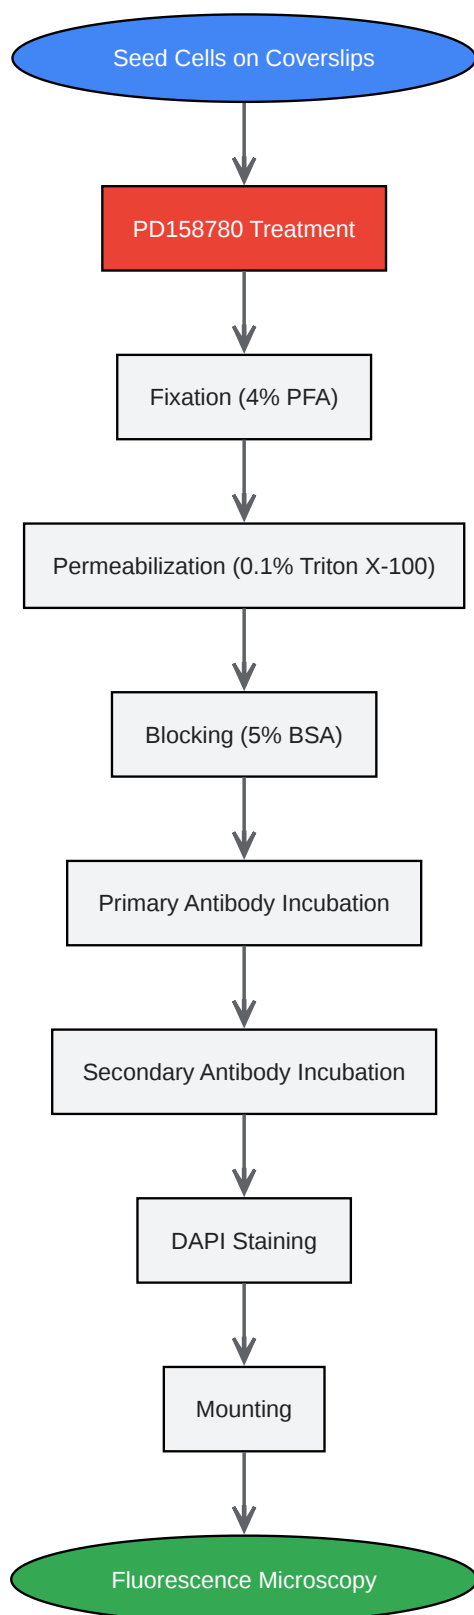 Seed Cells on Coverslips
PD158780 Treatment
Fixation (4% PFA)
Permeabilization (0.1% Triton X-100)
Blocking (5% BSA)
Primary Antibody Incubation
Secondary Antibody Incubation
DAPI Staining
Mounting
Fluorescence Microscopy